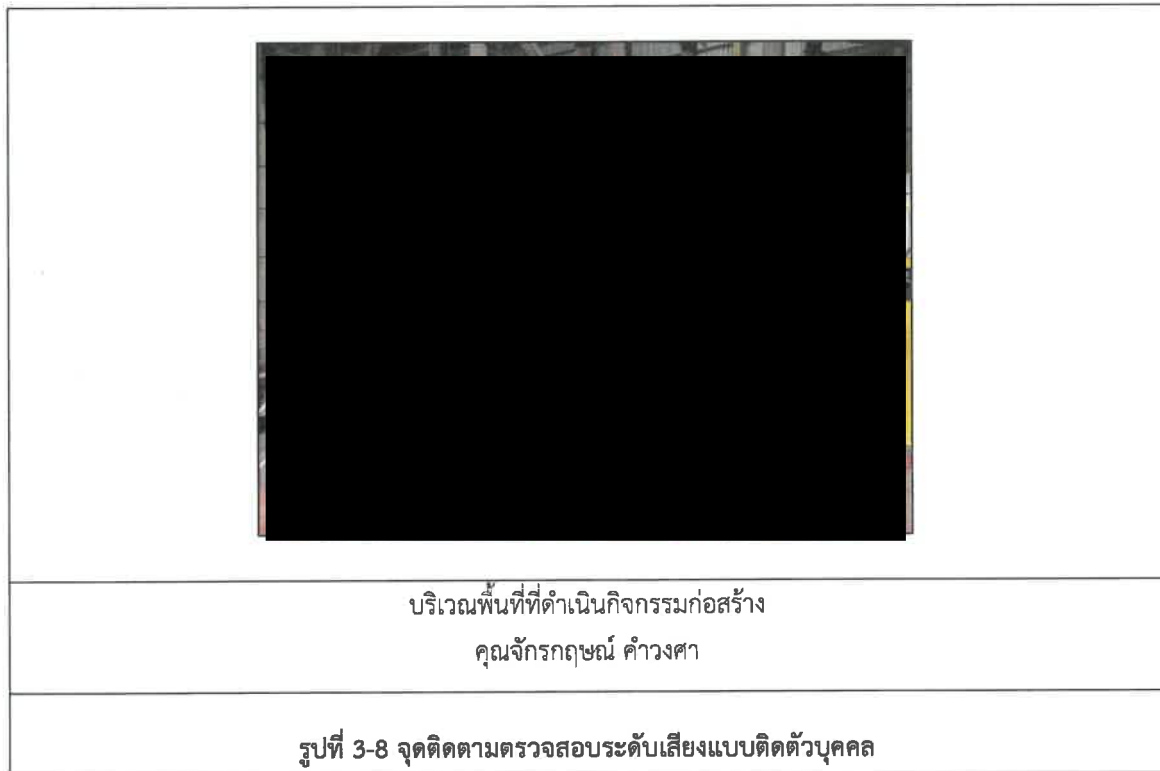 บริเวณพื้นที่ที่ดำเนินกิจกรรมก่อสร้าง
คุณจักรกฤษณ์ คำวงศา
รูปที่ 3-8 จุดติดตามตรวจสอบระดับเสียงแบบติดตัวบุคคล